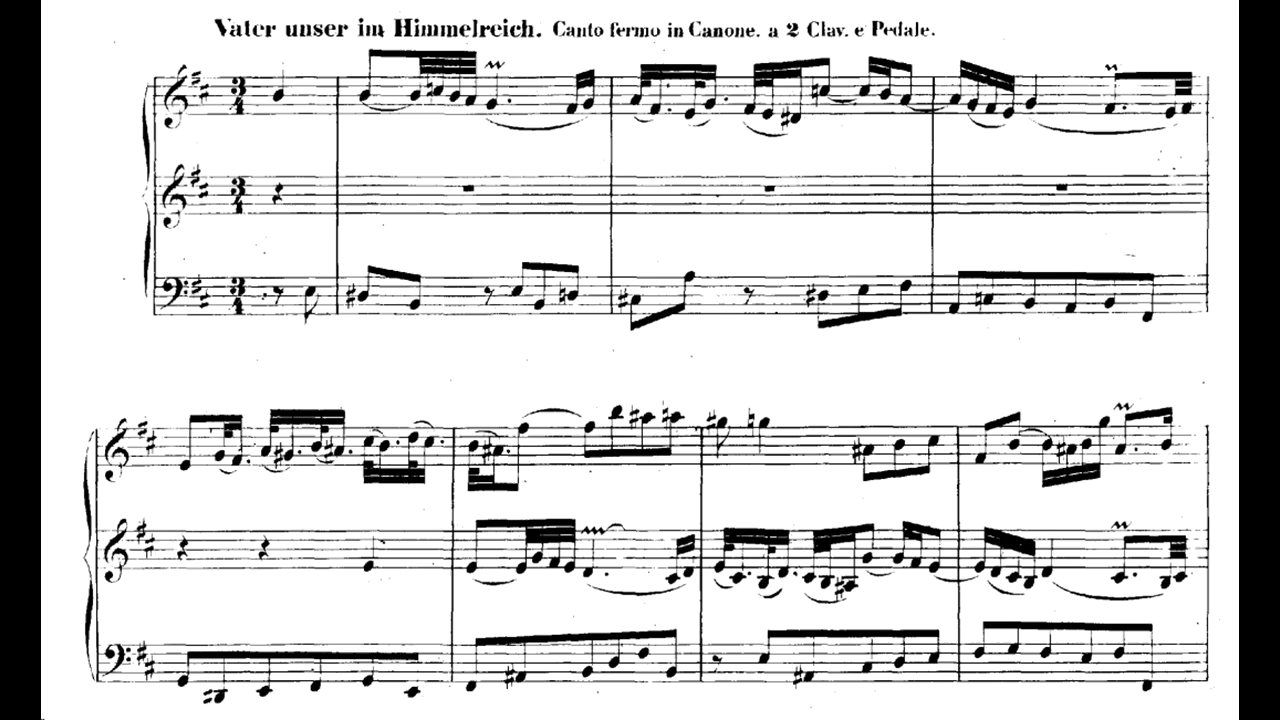 Vater unser im Himmelreich. Canto fermo in Canone. a 2 Clav. e Pedale.